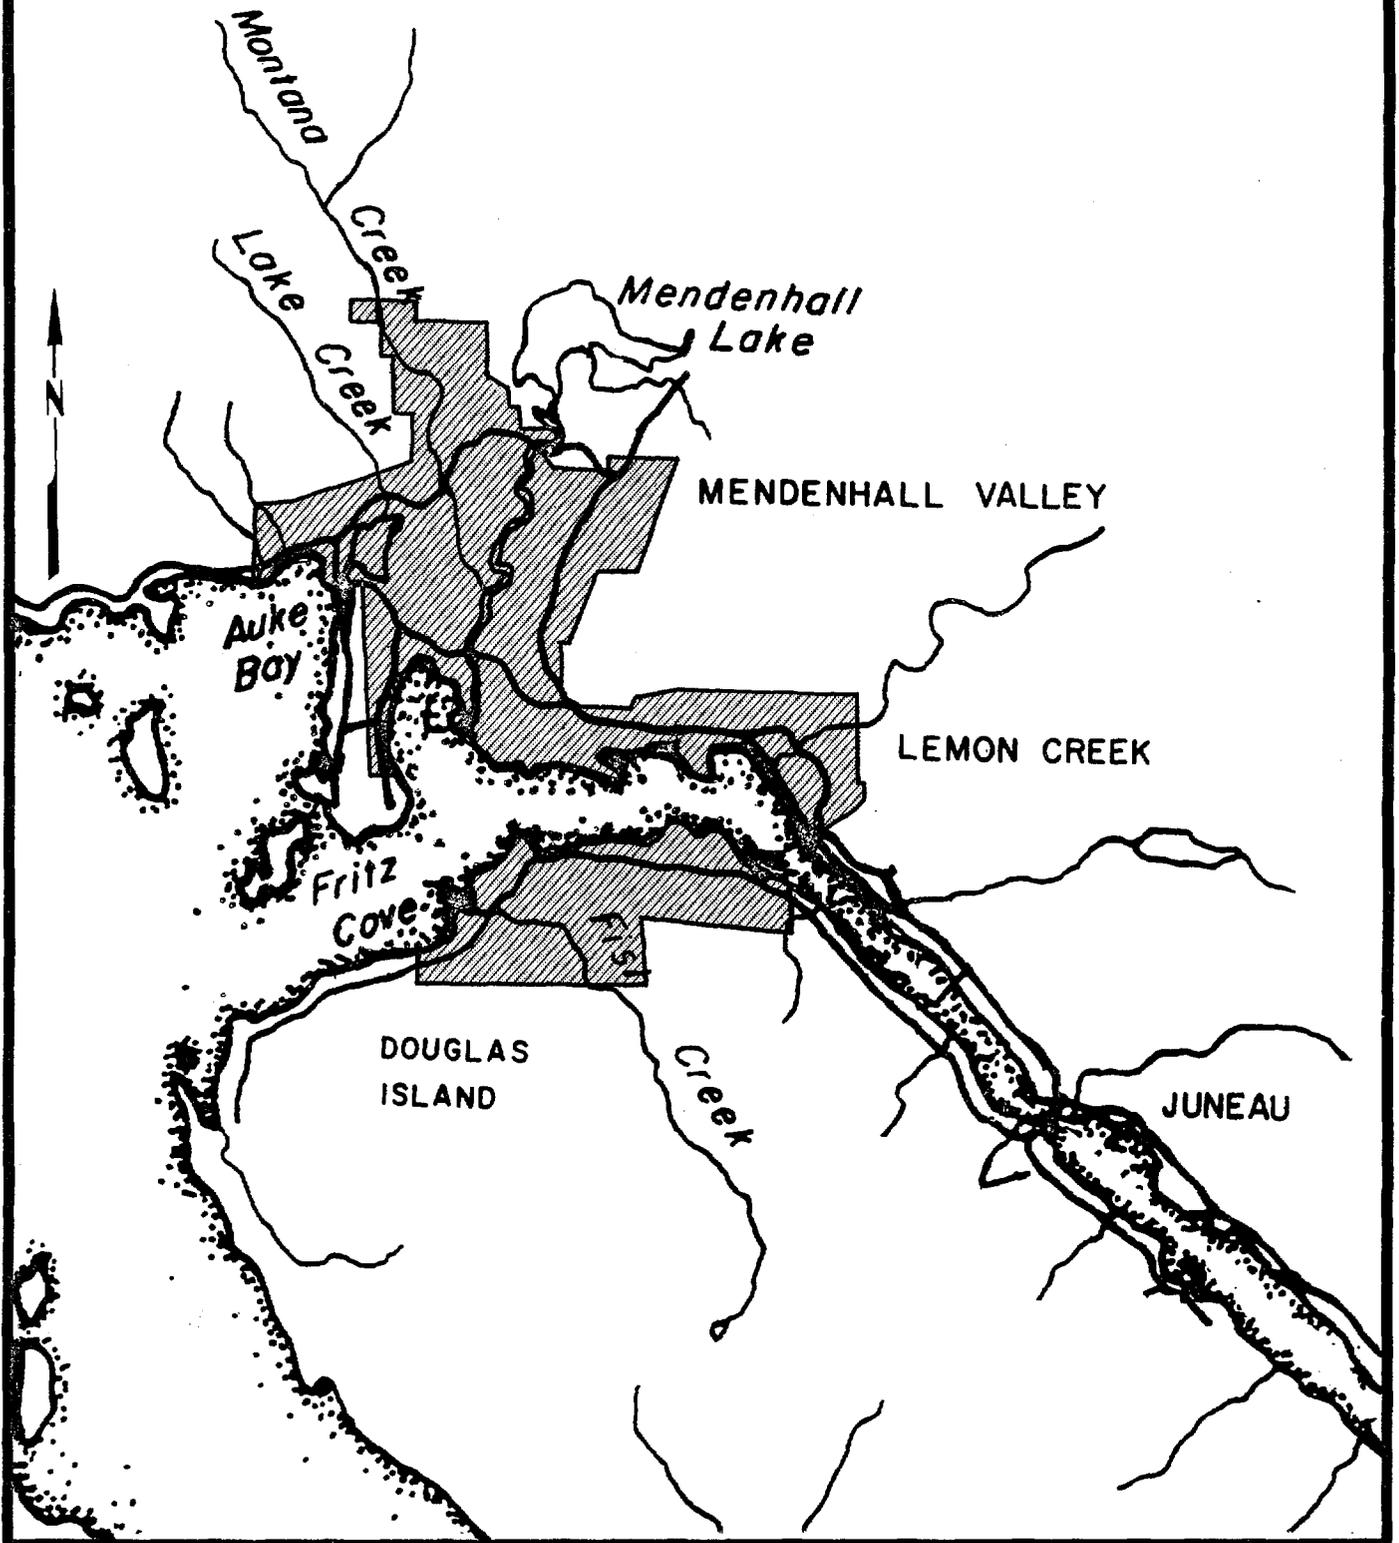 Montana
Creek
Lake
Creek
Mendenhall
Lake
N
MENDENHALL VALLEY
Auke
Bay
LEMON CREEK
Fritz
Cove
Fish
Creek
DOUGLAS
ISLAND
JUNEAU